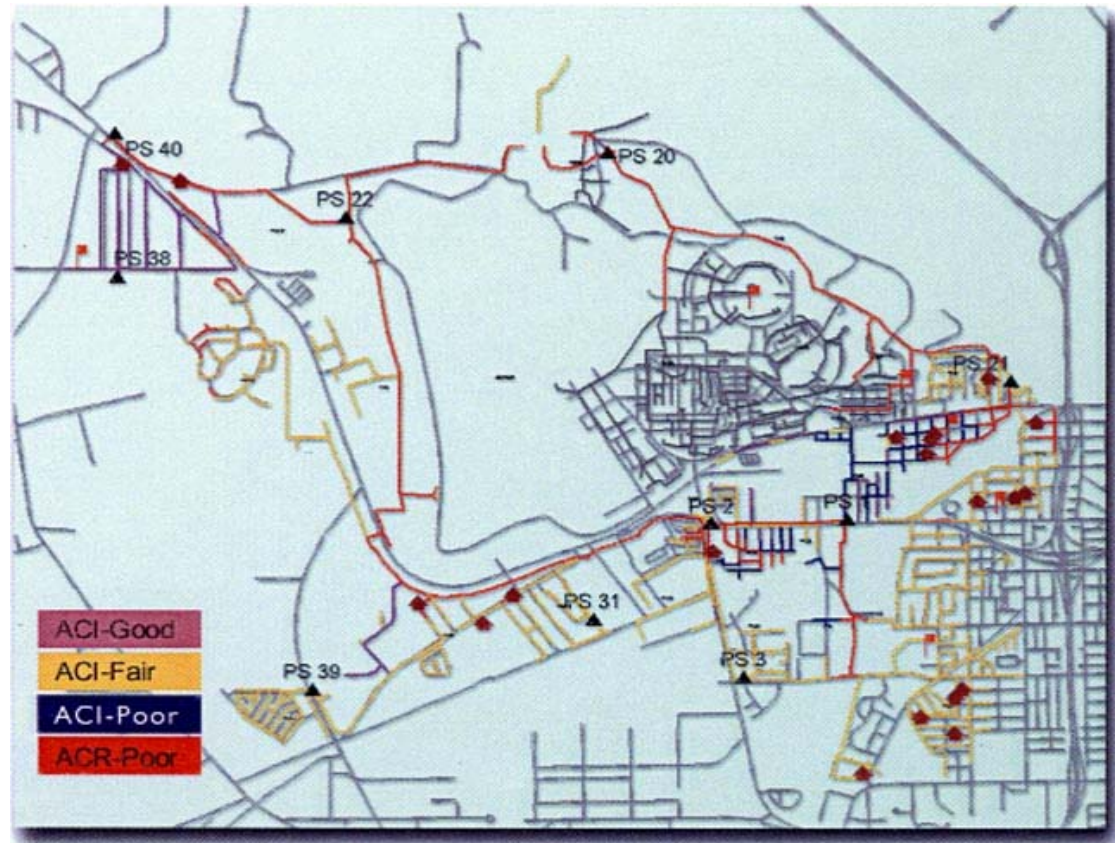 PS 40
PS 20
PS 22
PS 38
PS 21
PS 2
PS
PS 31
PS 3
PS 39
ACI-Good
ACI-Fair
ACI-Poor
ACR-Poor